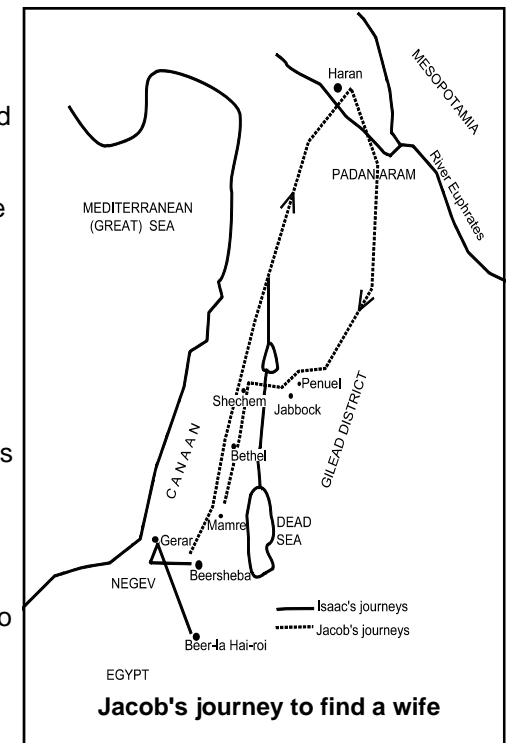 d
e
s
o
Haran
MESOPOTAMIA
PADAN ARAM
River Euphrates
MEDITERRANEAN
(GREAT) SEA
Penuel
Shechem
Jabbock
GILEAD DISTRICT
CANAAN
Bethel
Mamre
DEAD
SEA
Gerar
Beersheba
NEGEV
Isaac's journeys
Jacob's journeys
Beer-la Hai-roi
EGYPT
Jacob's journey to find a wife